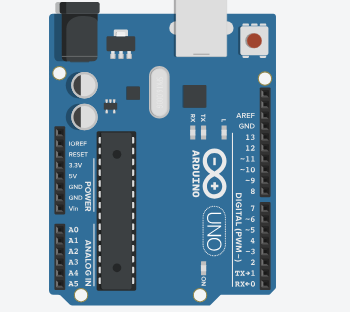 IOREF
RESET
3.3V
5V
GND
GND
Vin
POWER
A0
A1
A2
A3
A4
A5
ANALOG IN
RX
TX
L
ARDUINO
UNO
ON
AREF
GND
13
12
~11
~10
~9
8
7
~6
~5
4
~3
2
TX→1
RX←0
DIGITAL (PWM~)